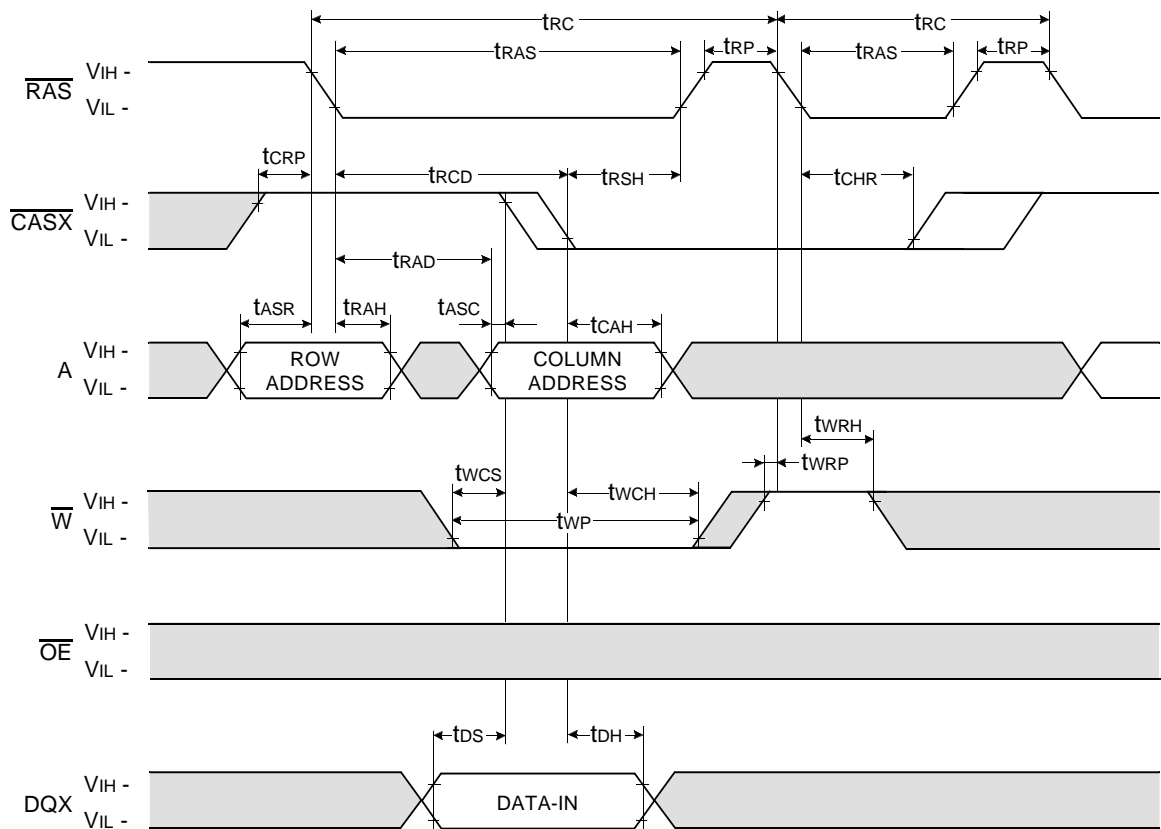 tRC tRC
tRAS tRP tRAS tRP
RAS VIH -
VIL -
tCRP tRCD tRSH tCHR
CASX VIH -
VIL -
tRAD
tASR tRAH tASC tCAH
A VIH -
VIL -
ROW
ADDRESS
COLUMN
ADDRESS
tWRH
tWRP
tWCS tWCH
W VIH -
VIL -
tWP
OE VIH -
VIL -
tDS tDH
DQX VIH -
VIL -
DATA-IN